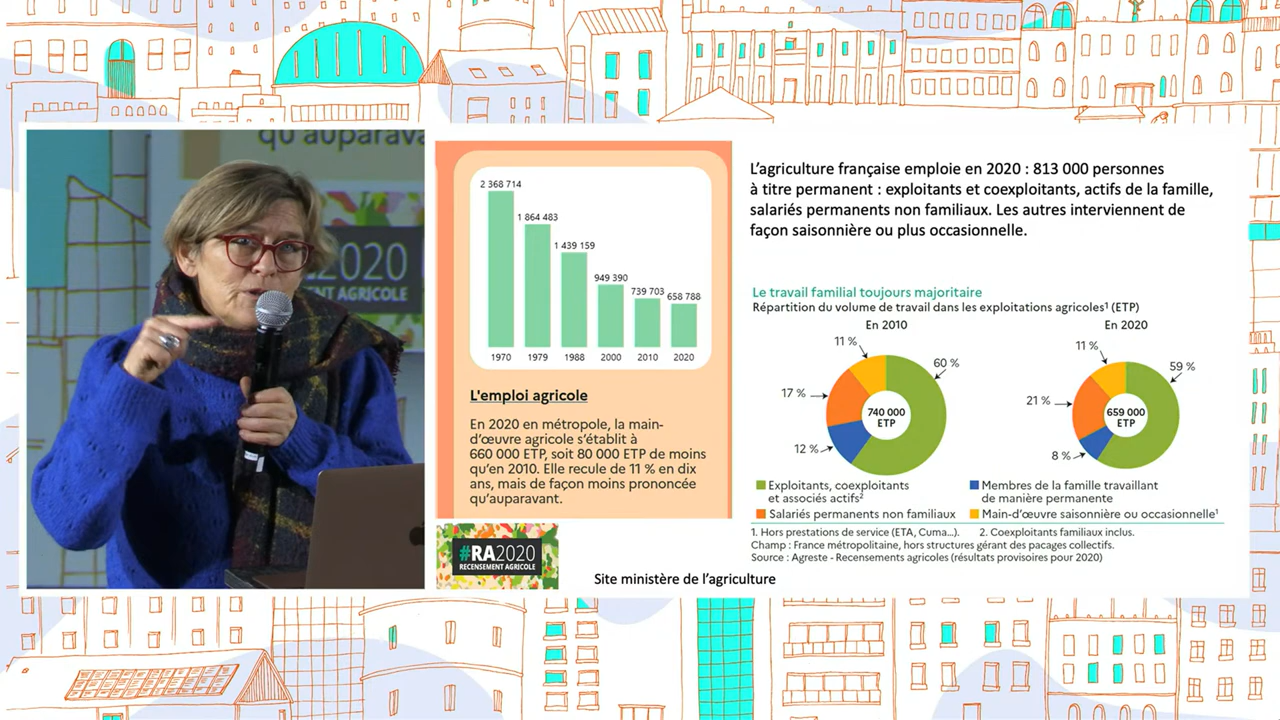 qu'auparava
2020
ENT AGRICOLE
2 368 714
1 864 483
1 439 159
949 390
739 703
658 788
1970
1979
1988
2000
2010
2020
L'emploi agricole
En 2020 en métropole, la main-
d'œuvre agricole s'établit à
660 000 ETP, soit 80 000 ETP de moins
qu'en 2010. Elle recule de 11 % en dix
ans, mais de façon moins prononcée
qu'auparavant.
#RA2020
RECENSEMENT AGRICOLE
Site ministère de l'agriculture
L'agriculture française emploie en 2020 : 813 000 personnes
à titre permanent : exploitants et coexploitants, actifs de la famille,
salariés permanents non familiaux. Les autres interviennent de
façon saisonnière ou plus occasionnelle.
Le travail familial toujours majoritaire
Répartition du volume de travail dans les exploitations agricoles¹ (ETP)
En 2010
11 %
60 %
17 %
12 %
740 000
ETP
En 2020
11 %
59 %
21 %
8 %
659 000
ETP
Exploitants, coexploitants
et associés actifs²
Membres de la famille travaillant
de manière permanente
Salariés permanents non familiaux
Main-d'œuvre saisonnière ou occasionnelle¹
1. Hors prestations de service (ETA, Cuma...). 2. Coexploitants familiaux inclus.
Champ : France métropolitaine, hors structures gérant des pacages collectifs.
Source : Agreste - Recensements agricoles (résultats provisoires pour 2020)